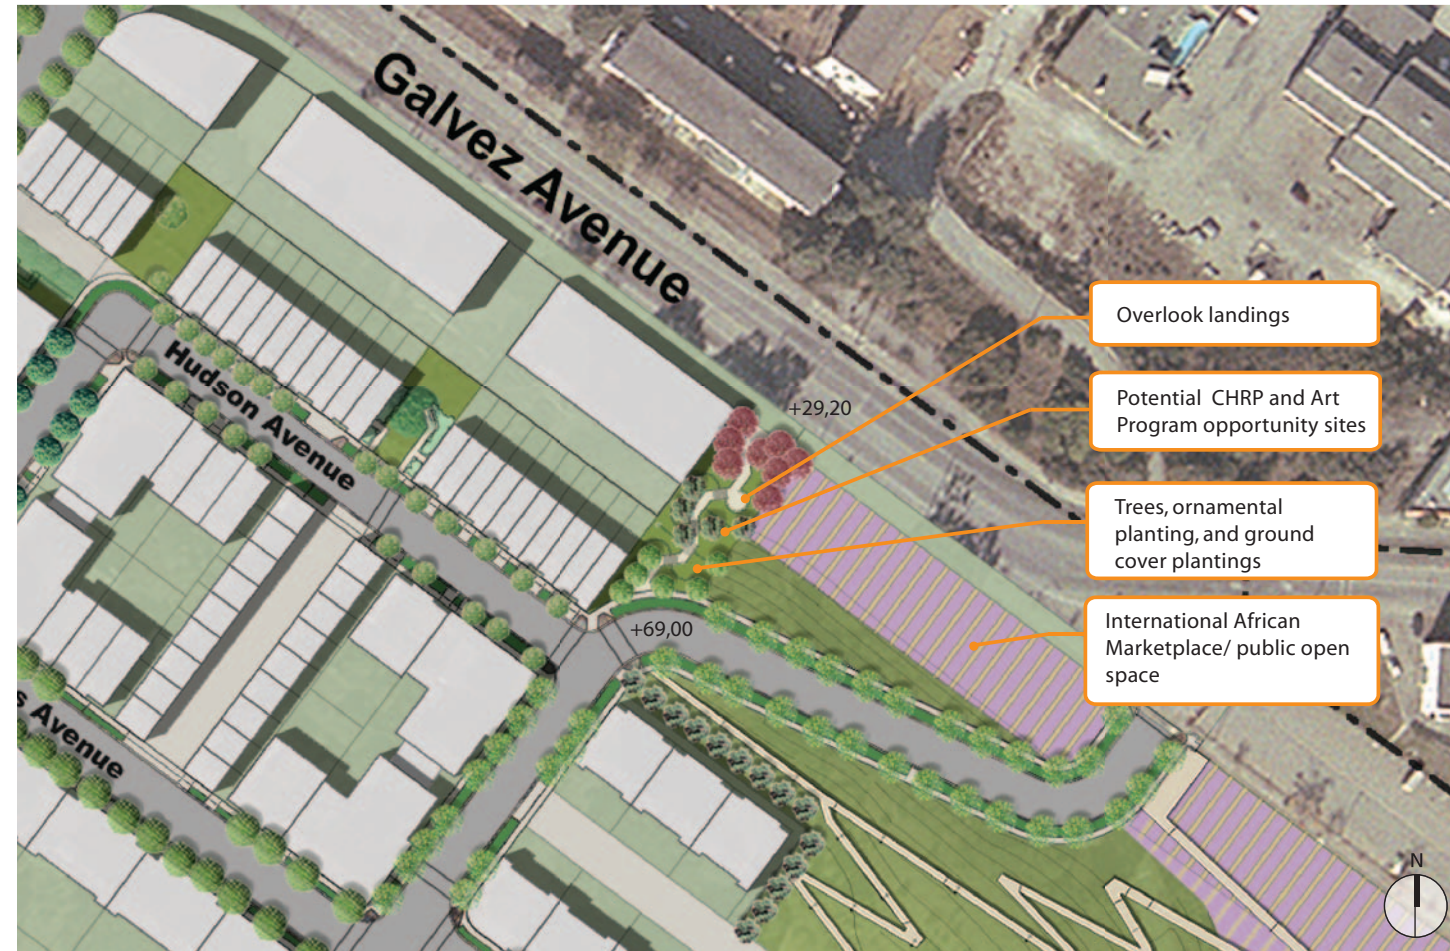 Galvez Avenue
Overlook landings
Potential CHRP and Art
Program opportunity sites
+29,20
Hudson Avenue
Trees, ornamental
planting, and ground
cover plantings
International African
Marketplace/ public open
space
+69,00
s Avenue
N